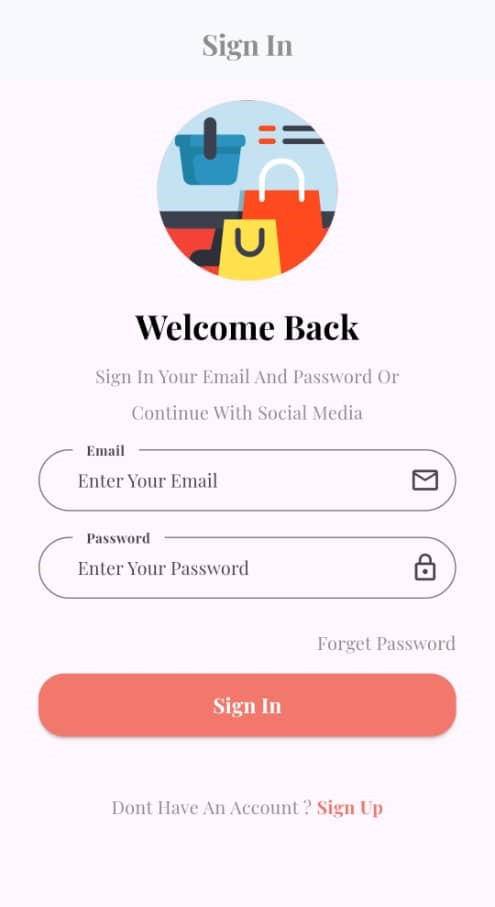 Sign In
Welcome Back
Sign In Your Email And Password Or
Continue With Social Media
Email
Enter Your Email
Password
Enter Your Password
Forget Password
Sign In
Dont Have An Account ? Sign Up